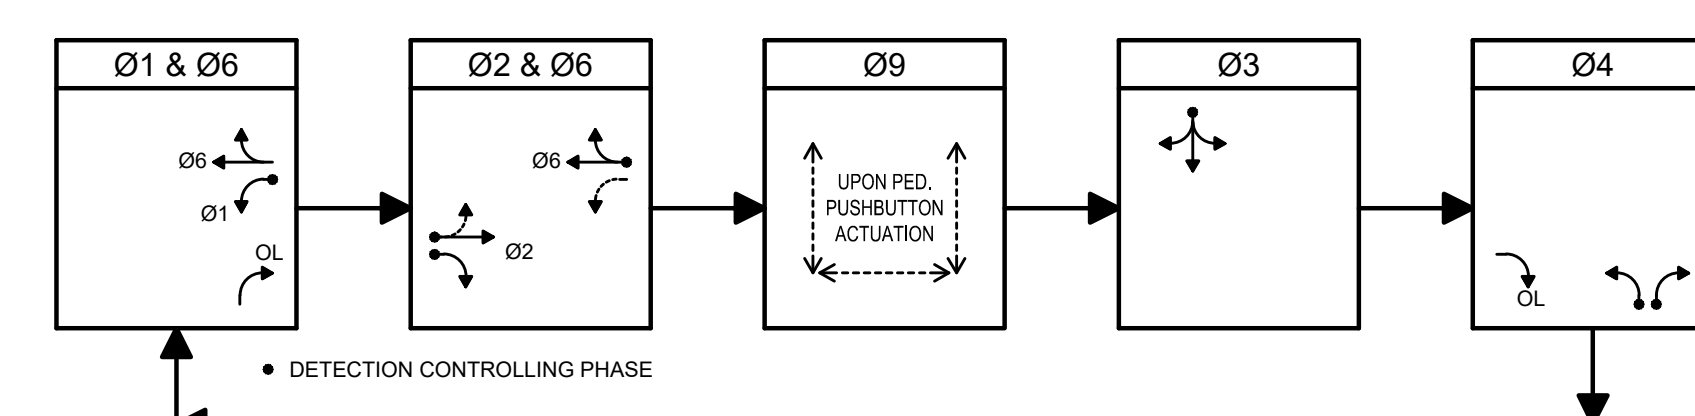 Ø1 & Ø6
Ø2 & Ø6
Ø9
Ø3
Ø4
Ø6
Ø1
OL
Ø6
Ø2
UPON PED.
PUSHBUTTON
ACTUATION
OL
DETECTION CONTROLLING PHASE